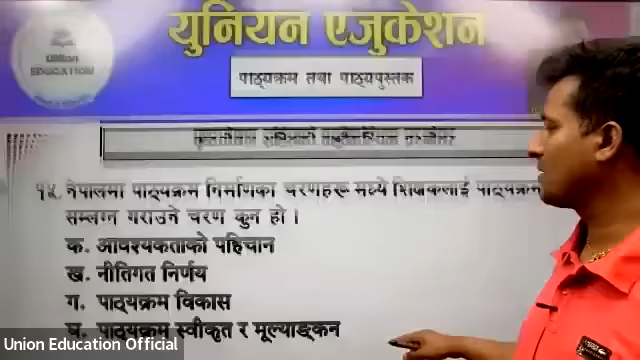 Union
EDUCATION
युनियन एजुकेशन
पाठ्यक्रम तथा पाठ्यपुस्तक
१५. नेपालमा पाठ्यक्रम निर्माणका चरणहरू मध्ये शिक्षकलाई पाठ्यक्रम
सम्लग्न गराउने चरण कुन हो ।
क. आवश्यकताको पहिचान
ख. नीतिगत निर्णय
ग. पाठ्यक्रम विकास
घ. पाठ्यक्रम स्वीकृत र मूल्याङ्कन
Union Education Official